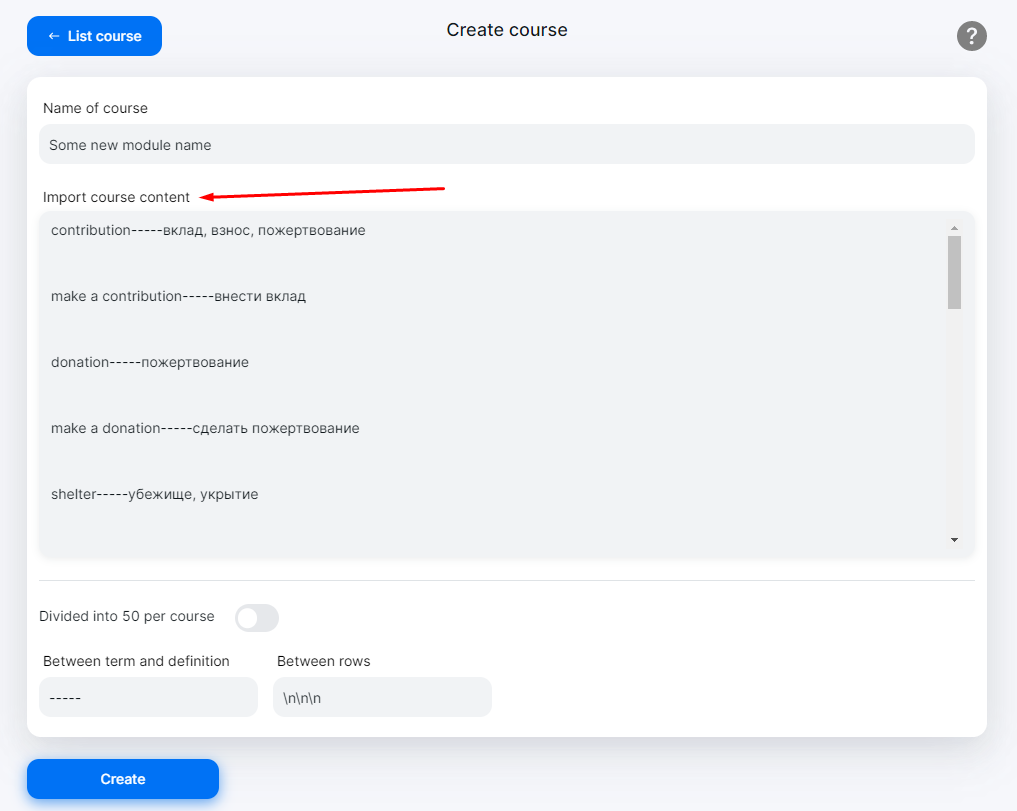 ← List course
Create course
?
Name of course
Some new module name
Import course content
contribution-----вклад, взнос, пожертвование
make a contribution-----внести вклад
donation-----пожертвование
make a donation-----сделать пожертвование
shelter-----убежище, укрытие
Divided into 50 per course
Between term and definition
Between rows
-----
\n\n\n
Create